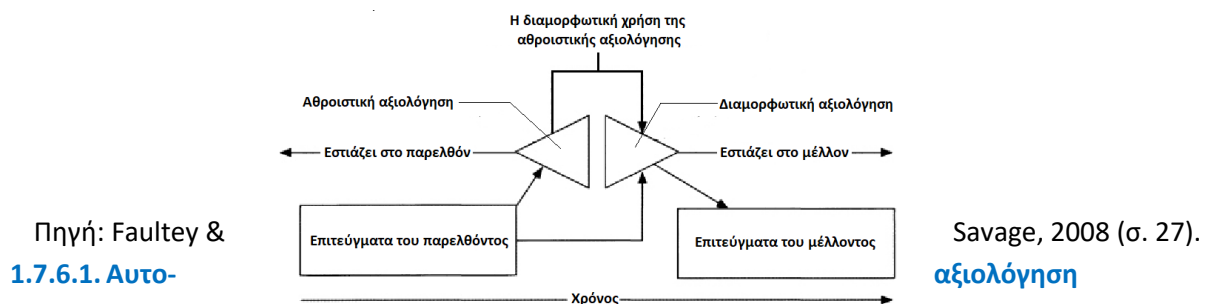 Η διαμορφωτική χρήση της
αθροιστικής αξιολόγησης
Αθροιστική αξιολόγηση
Διαμορφωτική αξιολόγηση
Εστιάζει στο παρελθόν
Εστιάζει στο μέλλον
Επιτεύγματα του παρελθόντος
Επιτεύγματα του μέλλοντος
Πηγή: Faultey & Savage, 2008 (σ. 27).
1.7.6.1. Αυτο- αξιολόγηση
Χρόνος